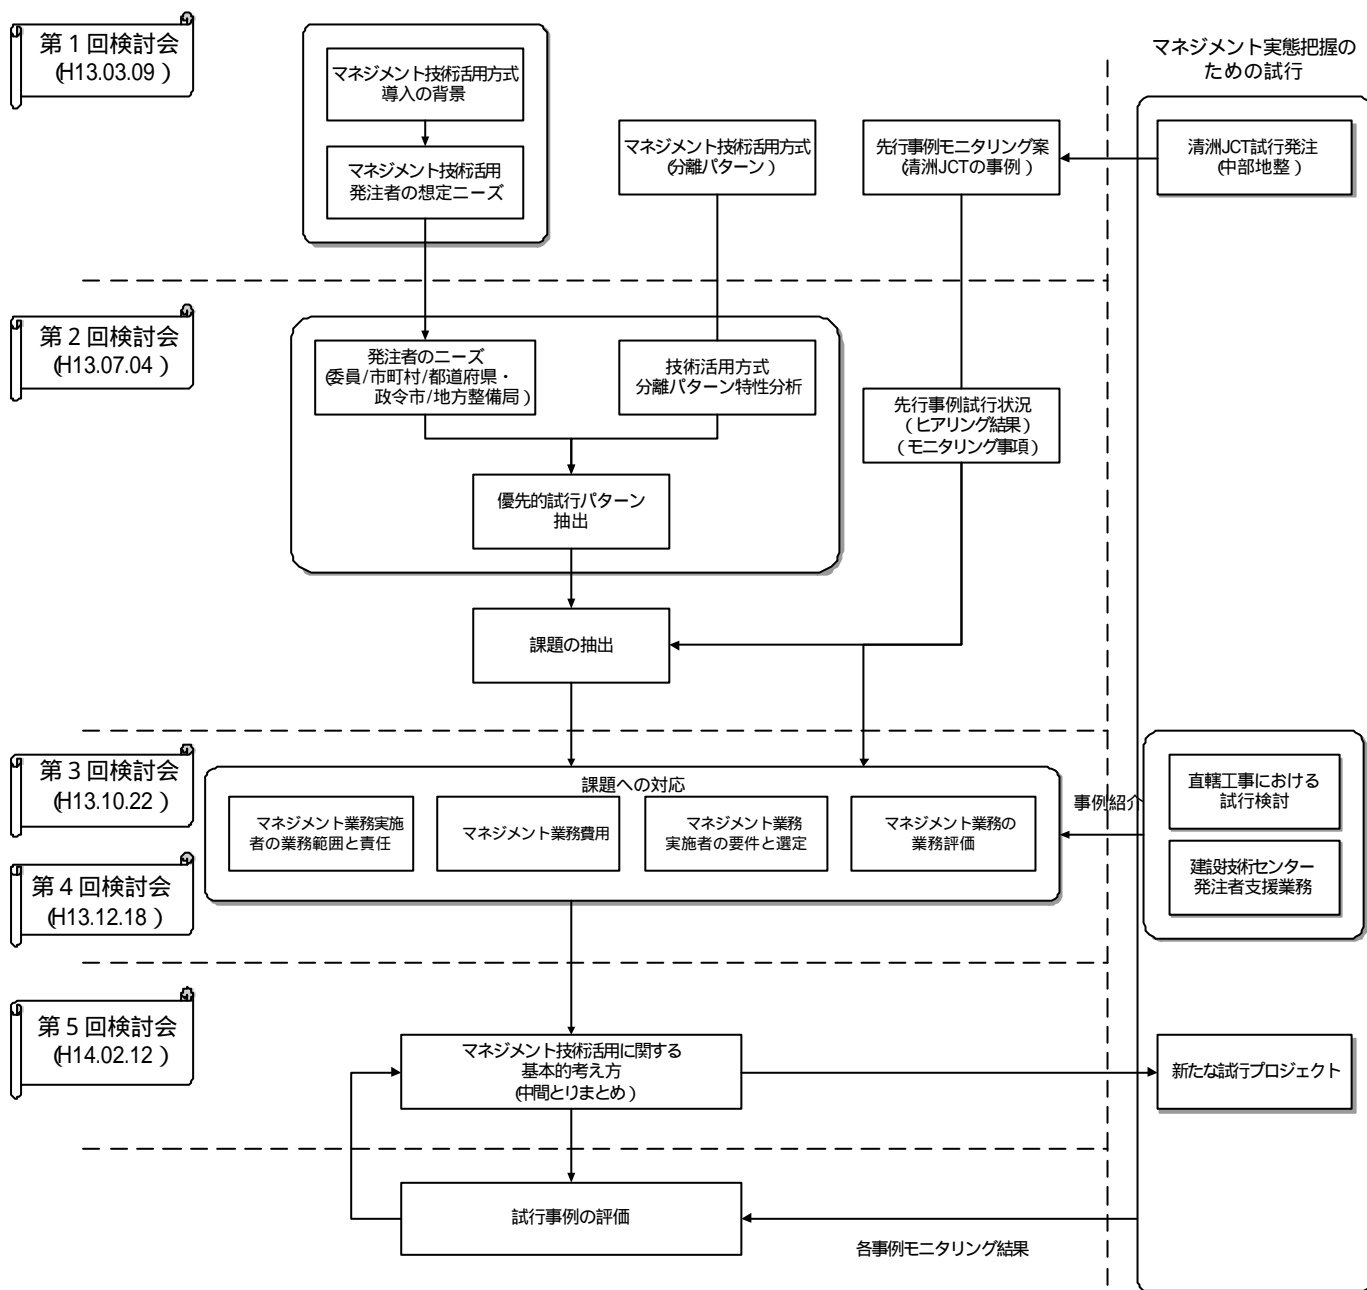 第１回検討会
(H13.03.09）
マネジメント技術活用方式
導入の背景
マネジメント技術活用
発注者の想定ニーズ
マネジメント技術活用方式
(分離パターン）
先行事例モニタリング案
(清洲JCTの事例）
マネジメント実態把握の
ための試行
清洲JCT試行発注
(中部地整）
第２回検討会
(H13.07.04）
発注者のニーズ
(委員/市町村/都道府県・
政令市/地方整備局）
技術活用方式
分離パターン特性分析
先行事例試行状況
（ヒアリング結果）
（モニタリング事項）
優先的試行パターン
抽出
課題の抽出
第３回検討会
(H13.10.22）
第４回検討会
(H13.12.18）
課題への対応
マネジメント業務実施
者の業務範囲と責任
マネジメント業務費用
マネジメント業務
実施者の要件と選定
マネジメント業務の
業務評価
事例紹介
直轄工事における
試行検討
建設技術センター
発注者支援業務
第５回検討会
(H14.02.12）
マネジメント技術活用に関する
基本的考え方
(中間とりまとめ）
新たな試行プロジェクト
試行事例の評価
各事例モニタリング結果